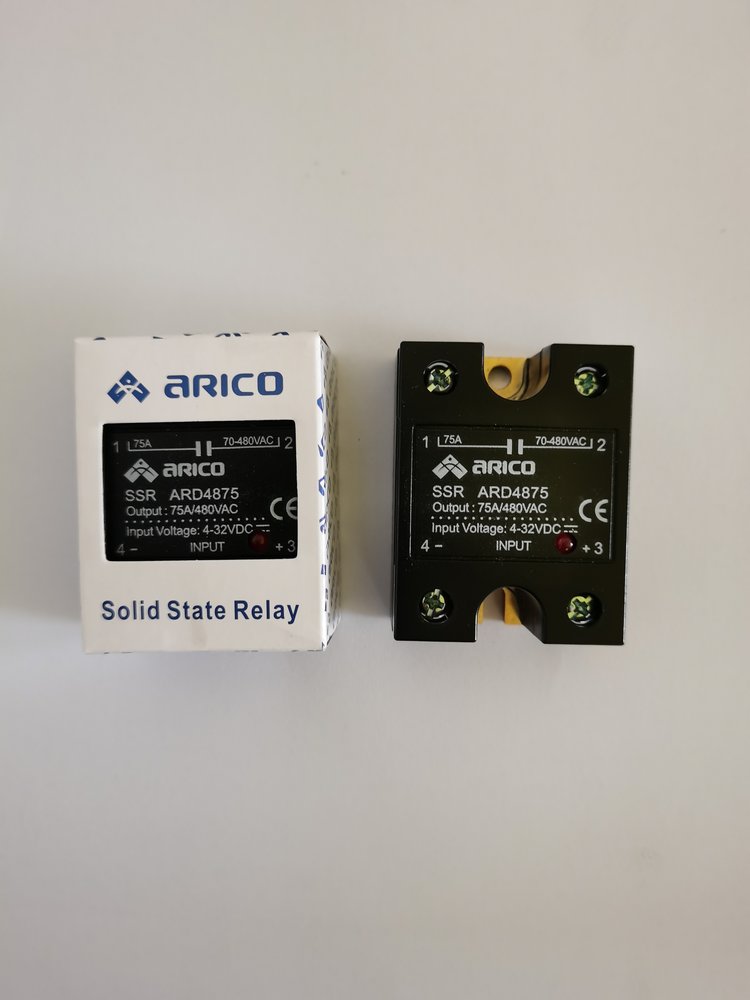 ARICO
1 75A 70-480VAC 2
ARICO
SSR ARD4875
Output : 75A/480VAC
CE
Input Voltage: 4-32VDC
4 − INPUT + 3
Solid State Relay
1 75A 70-480VAC 2
ARICO
SSR ARD4875
Output : 75A/480VAC
CE
Input Voltage: 4-32VDC
4 − INPUT + 3